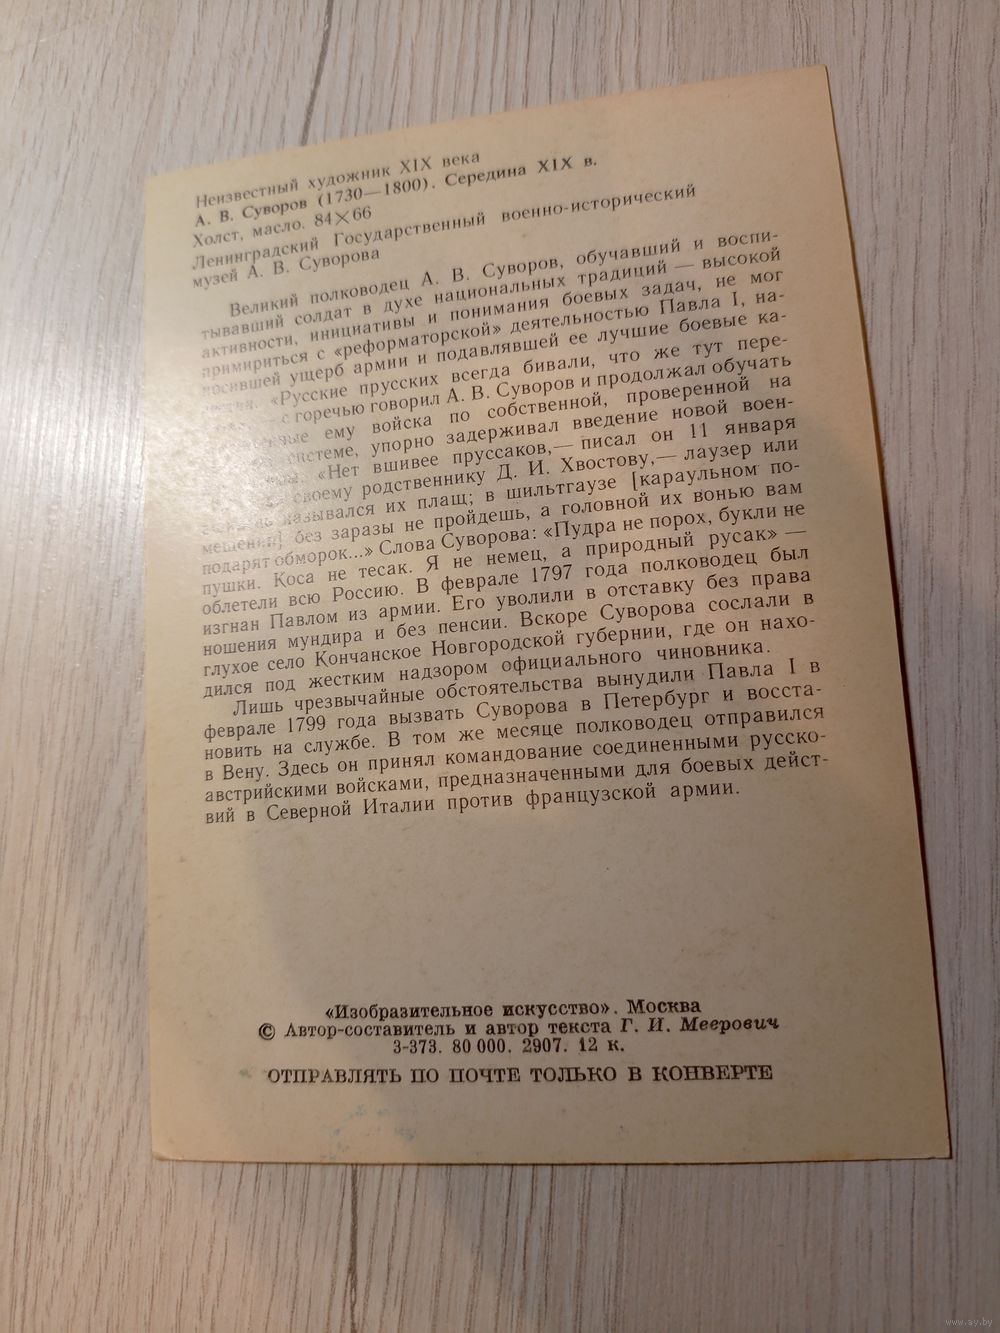 Неизвестный художник XIX века
А. В. Суворов (1730—1800). Середина XIX в.
Холст, масло. 84×66
Ленинградский Государственный военно-исторический
музей А. В. Суворова
Великий полководец А. В. Суворов, обучавший и воспи-
тывавший солдат в духе национальных традиций — высокой
активности, инициативы и понимания боевых задач, не мог
примириться с «реформаторской» деятельностью Павла I, на-
носившей ущерб армии и подавлявшей ее лучшие боевые ка-
«Русские прусских всегда бивали, что же тут пере-
— с горечью говорил А. В. Суворов и продолжал обучать
ему войска по собственной, проверенной на
системе, упорно задерживал введение новой воен-
«Нет вшивее пруссаков,— писал он 11 января
своему родственнику Д. И. Хвостову,— лаузер или
назывался их плащ; в шильтгаузе [караульном по-
мещении] без заразы не пройдешь, а головной их вонью вам
подарят обморок...» Слова Суворова: «Пудра не порох, букли не
пушки. Коса не тесак. Я не немец, а природный русак» —
облетели всю Россию. В феврале 1797 года полководец был
изгнан Павлом из армии. Его уволили в отставку без права
ношения мундира и без пенсии. Вскоре Суворова сослали в
глухое село Кончанское Новгородской губернии, где он нахо-
дился под жестким надзором официального чиновника.
Лишь чрезвычайные обстоятельства вынудили Павла I в
феврале 1799 года вызвать Суворова в Петербург и восста-
новить на службе. В том же месяце полководец отправился
в Вену. Здесь он принял командование соединенными русско-
австрийскими войсками, предназначенными для боевых дейст-
вий в Северной Италии против французской армии.
«Изобразительное искусство». Москва
© Автор-составитель и автор текста Г. И. Меерович
3-373. 80 000. 2907. 12 к.
ОТПРАВЛЯТЬ ПО ПОЧТЕ ТОЛЬКО В КОНВЕРТЕ
www.ay.by